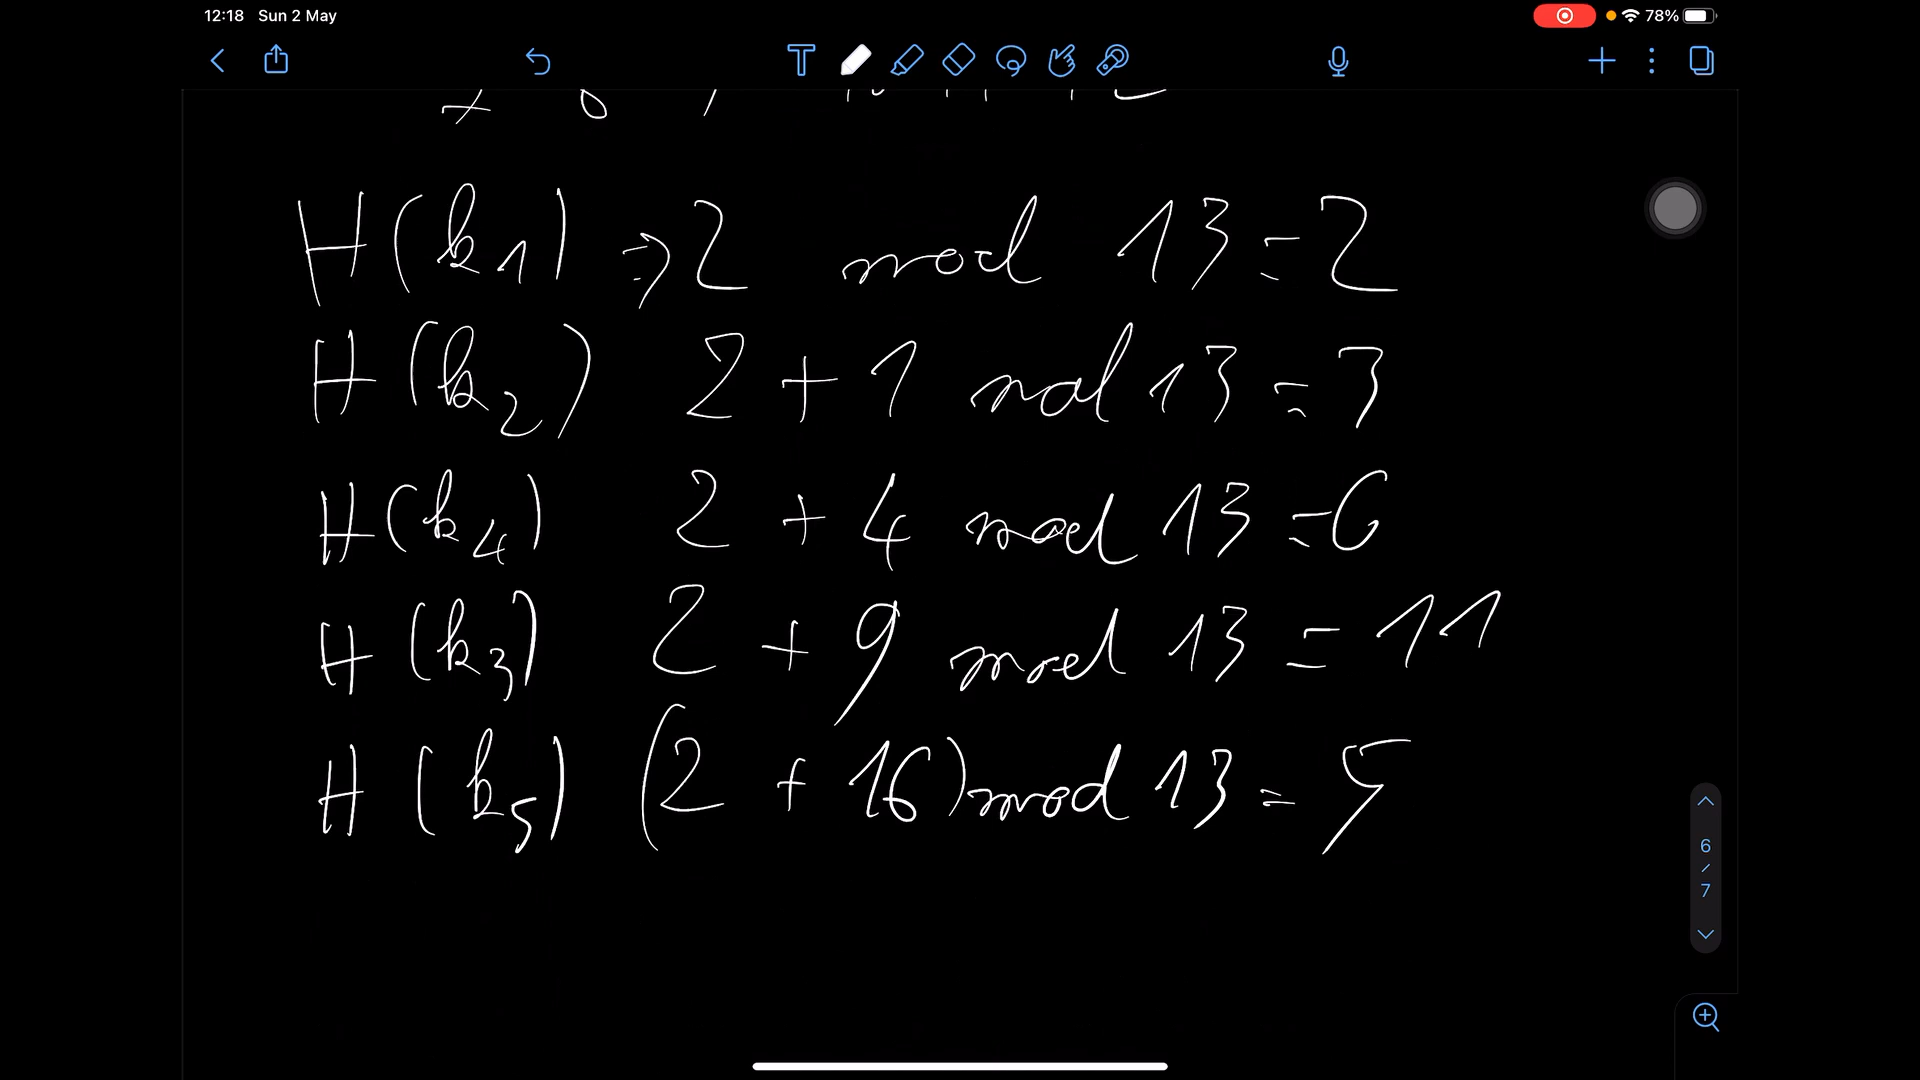 12:18 Sun 2 May 78%
H(k1) => 2 mod 13 = 2
H(k2) 2 + 1 mod 13 = 3
H(k4) 2 + 4 mod 13 = 6
H(k3) 2 + 9 mod 13 = 11
H(k5) (2 + 16) mod 13 = 5
6
/
7